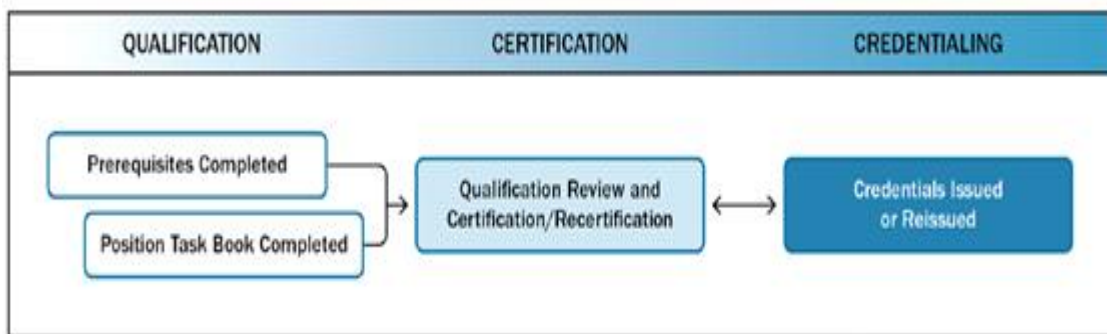 QUALIFICATION
CERTIFICATION
CREDENTIALING
Prerequisites Completed
Position Task Book Completed
Qualification Review and
Certification/Recertification
Credentials Issued
or Reissued